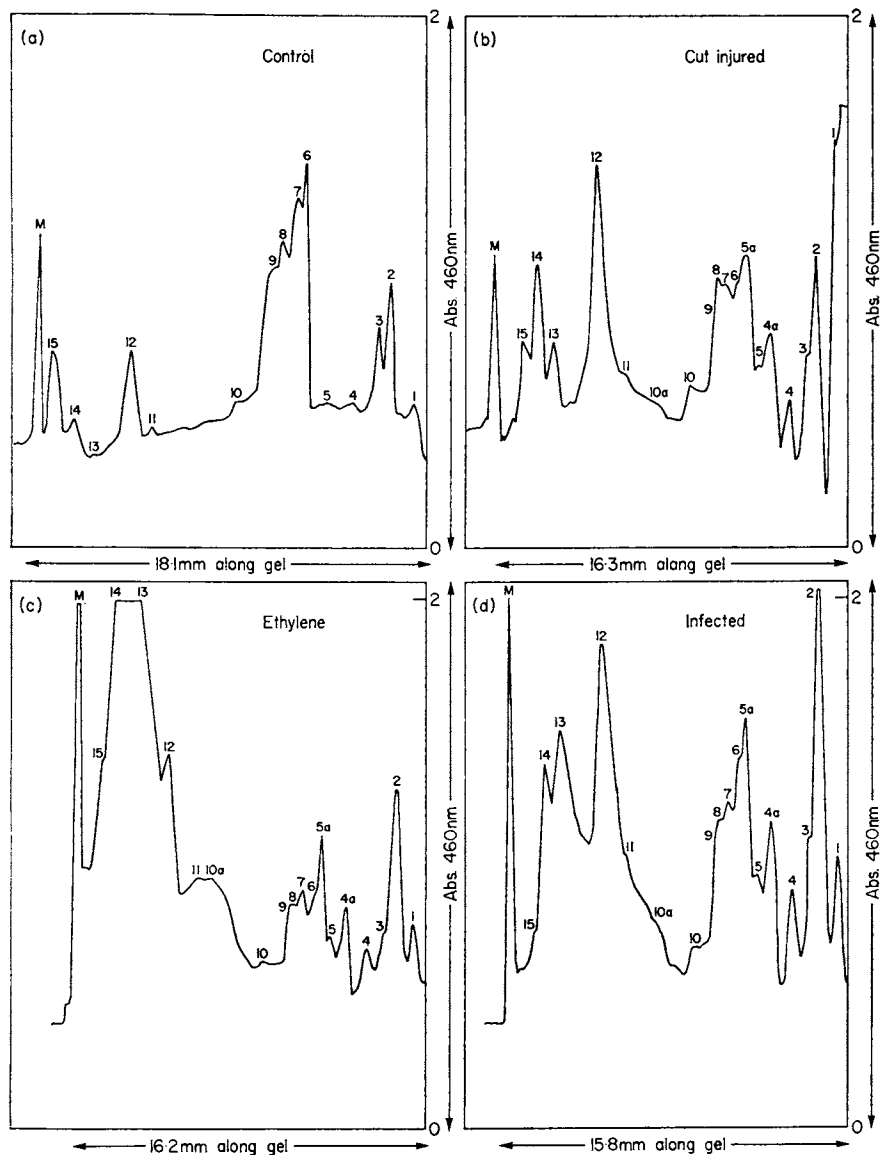 (a)
Control
2
M
15
14
13
12
11
10
9
8
7
6
5
4
3
2
1
Abs. 460nm
0
18·1mm along gel
(b)
Cut injured
2
M
15
14
13
12
11
10a
10
9
8
7
6
5a
5
4a
4
3
2
1
Abs. 460nm
0
16·3mm along gel
(c)
Ethylene
2
M
15
14
13
12
11
10a
10
9
8
7
6
5a
5
4a
4
3
2
1
Abs. 460nm
0
16·2mm along gel
(d)
Infected
2
M
15
14
13
12
11
10a
10
9
8
7
6
5a
5
4a
4
3
2
1
Abs. 460nm
0
15·8mm along gel